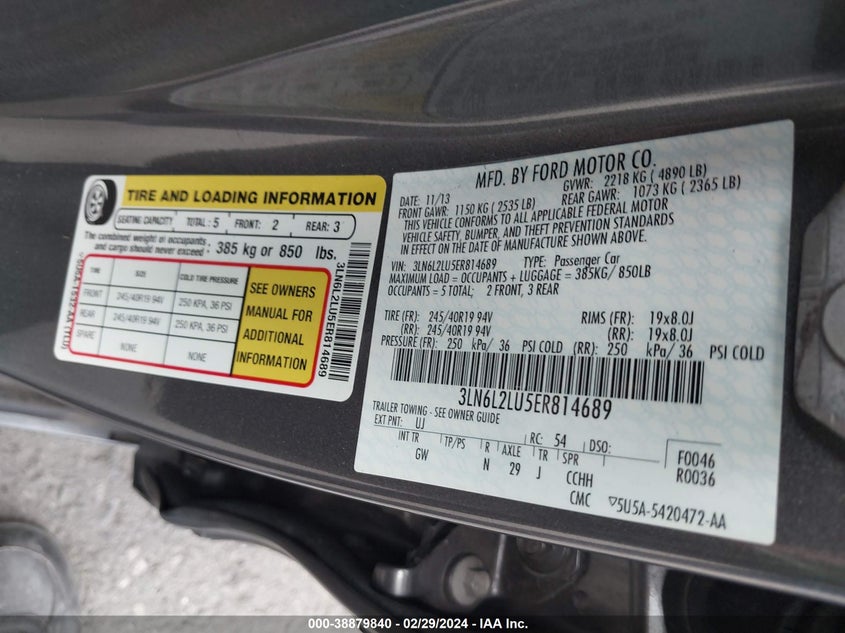 TIRE AND LOADING INFORMATION
SEATING CAPACITY TOTAL: 5 FRONT: 2 REAR: 3
The combined weight of occupants and cargo should never exceed: 385 kg or 850 lbs.
TIRE SIZE COLD TIRE PRESSURE
FRONT 245/40R19 94V 250 KPA, 36 PSI
REAR 245/40R19 94V 250 KPA, 36 PSI
SPARE NONE NONE
SEE OWNERS
MANUAL FOR
ADDITIONAL
INFORMATION
3LN6L2LU5ER814689
MFD. BY FORD MOTOR CO.
DATE: 11/13 GVWR: 2218 KG ( 4890 LB)
FRONT GAWR: 1150 KG ( 2535 LB) REAR GAWR: 1073 KG ( 2365 LB)
THIS VEHICLE CONFORMS TO ALL APPLICABLE FEDERAL MOTOR
VEHICLE SAFETY, BUMPER, AND THEFT PREVENTION STANDARDS
IN EFFECT ON THE DATE OF MANUFACTURE SHOWN ABOVE.
VIN: 3LN6L2LU5ER814689 TYPE: Passenger Car
MAXIMUM LOAD = OCCUPANTS + LUGGAGE = 385KG/ 850LB
OCCUPANTS = 5 TOTAL; 2 FRONT, 3 REAR
TIRE (FR): 245/40R19 94V RIMS (FR): 19x8.0J
(RR): 245/40R19 94V (RR): 19x8.0J
PRESSURE (FR): 250 kPa/ 36 PSI COLD (RR): 250 kPa/ 36 PSI COLD
3LN6L2LU5ER814689
TRAILER TOWING - SEE OWNER GUIDE
EXT PNT: UJ RC: 54 DSO: F0046
INT TR TP/PS R AXLE TR SPR R0036
GW N 29 J CCHH
CMC ▽5U5A-5420472-AA
000-38879840 - 02/29/2024 - IAA Inc.